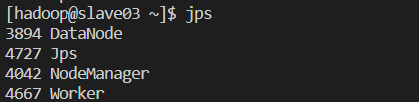 [hadoop@slave03 ~]$ jps
3894 DataNode
4727 Jps
4042 NodeManager
4667 Worker